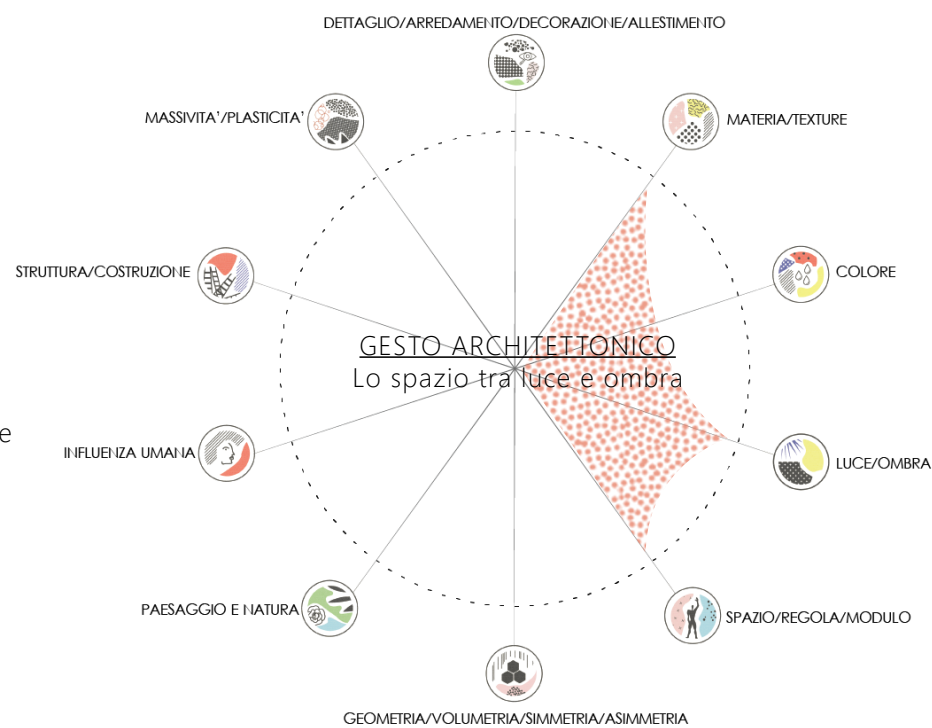 DETTAGLIO/ARREDAMENTO/DECORAZIONE/ALLESTIMENTO
MASSIVITA'/PLASTICITA'
MATERIA/TEXTURE
STRUTTURA/COSTRUZIONE
COLORE
GESTO ARCHITETTONICO
Lo spazio tra luce e ombra
e
INFLUENZA UMANA
LUCE/OMBRA
PAESAGGIO E NATURA
SPAZIO/REGOLA/MODULO
GEOMETRIA/VOLUMETRIA/SIMMETRIA/ASIMMETRIA